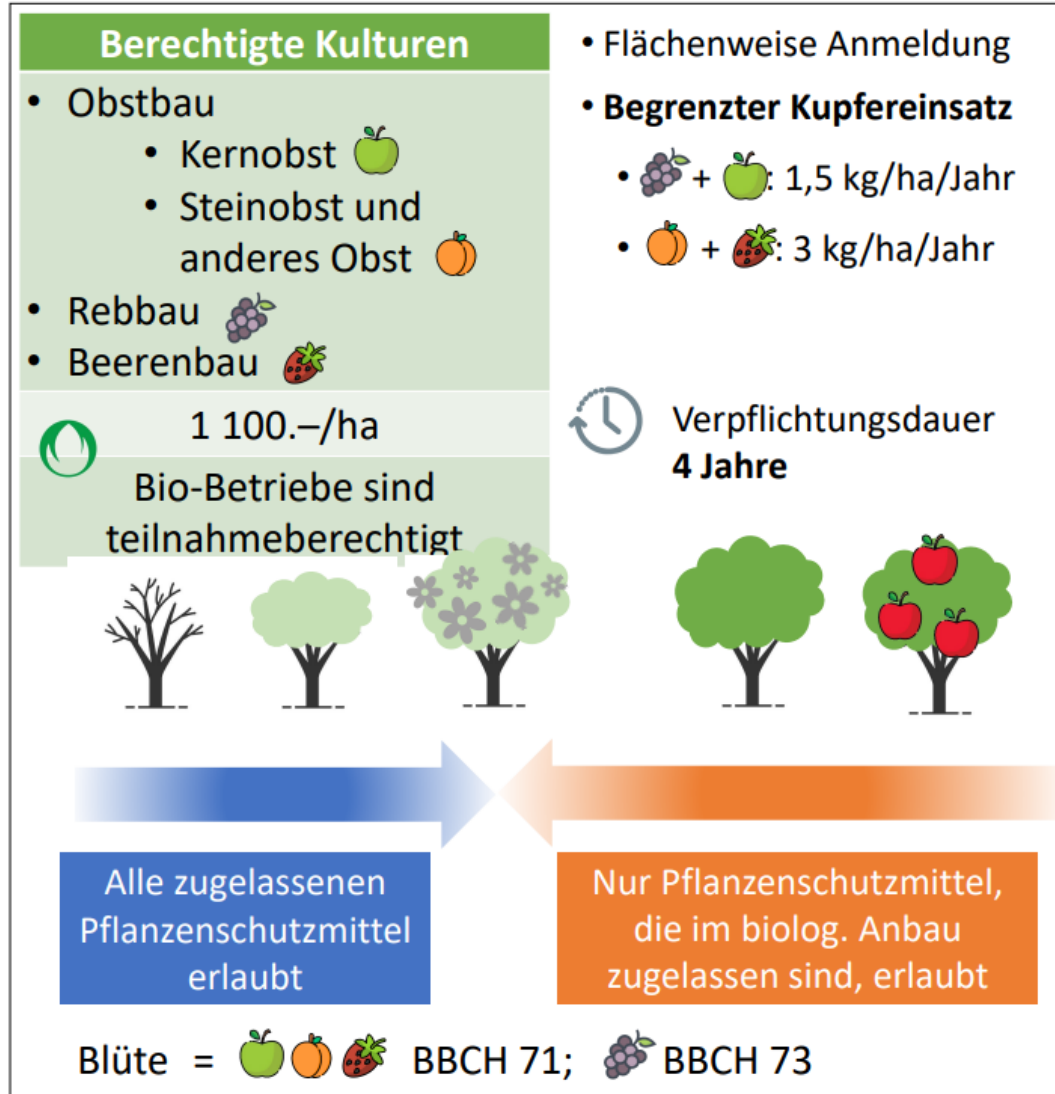 Berechtigte Kulturen
• Obstbau
• Kernobst
• Steinobst und
anderes Obst
• Rebbau
• Beerenbau
1 100.–/ha
Bio-Betriebe sind
teilnahmeberechtigt
• Flächenweise Anmeldung
• Begrenzter Kupfereinsatz
• + : 1,5 kg/ha/Jahr
• + : 3 kg/ha/Jahr
Verpflichtungsdauer
4 Jahre
Alle zugelassenen
Pflanzenschutzmittel
erlaubt
Nur Pflanzenschutzmittel,
die im biolog. Anbau
zugelassen sind, erlaubt
Blüte = BBCH 71; BBCH 73